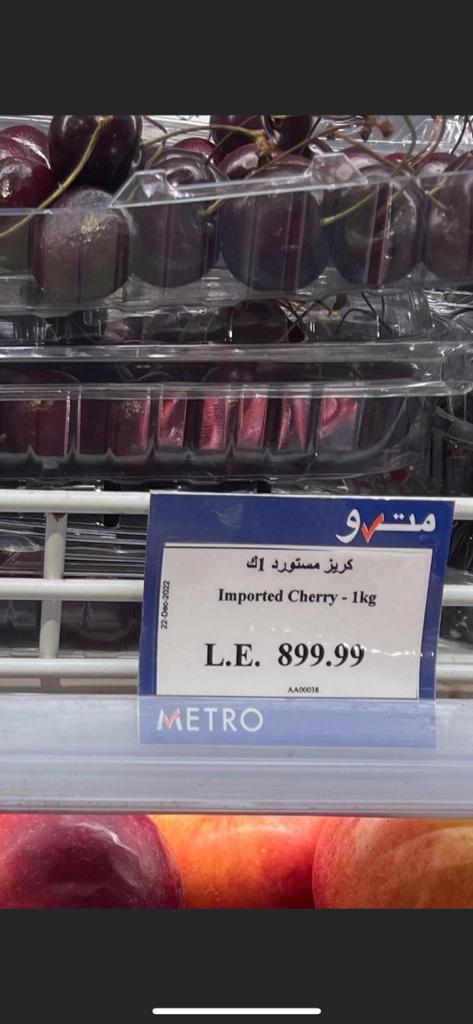 مترو
كريز مستورد 1ك
Imported Cherry - 1kg
22-Dec-2022
L.E. 899.99
AA00038
METRO